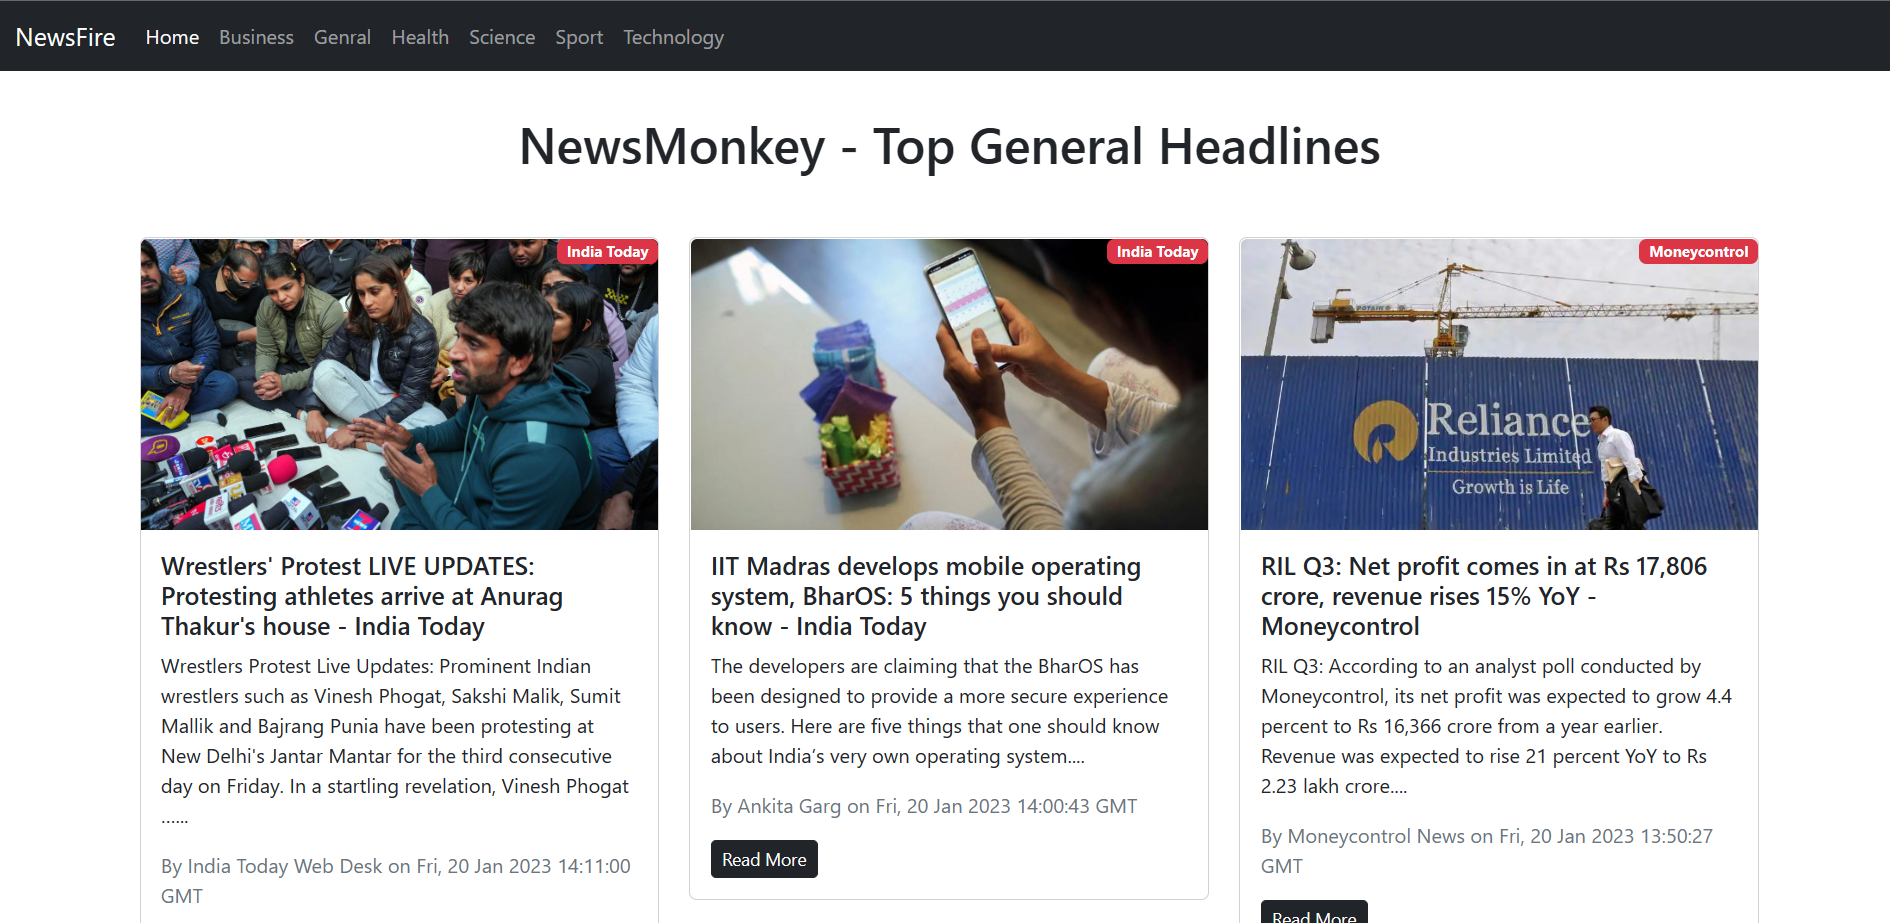 NewsFire Home Business Genral Health Science Sport Technology
NewsMonkey - Top General Headlines
India Today
Wrestlers' Protest LIVE UPDATES:
Protesting athletes arrive at Anurag
Thakur's house - India Today
Wrestlers Protest Live Updates: Prominent Indian
wrestlers such as Vinesh Phogat, Sakshi Malik, Sumit
Mallik and Bajrang Punia have been protesting at
New Delhi's Jantar Mantar for the third consecutive
day on Friday. In a startling revelation, Vinesh Phogat
…...
By India Today Web Desk on Fri, 20 Jan 2023 14:11:00
GMT
India Today
IIT Madras develops mobile operating
system, BharOS: 5 things you should
know - India Today
The developers are claiming that the BharOS has
been designed to provide a more secure experience
to users. Here are five things that one should know
about India’s very own operating system....
By Ankita Garg on Fri, 20 Jan 2023 14:00:43 GMT
Read More
Moneycontrol
POTAIN
Reliance
Industries Limited
Growth is Life
RIL Q3: Net profit comes in at Rs 17,806
crore, revenue rises 15% YoY -
Moneycontrol
RIL Q3: According to an analyst poll conducted by
Moneycontrol, its net profit was expected to grow 4.4
percent to Rs 16,366 crore from a year earlier.
Revenue was expected to rise 21 percent YoY to Rs
2.23 lakh crore....
By Moneycontrol News on Fri, 20 Jan 2023 13:50:27
GMT
Read More